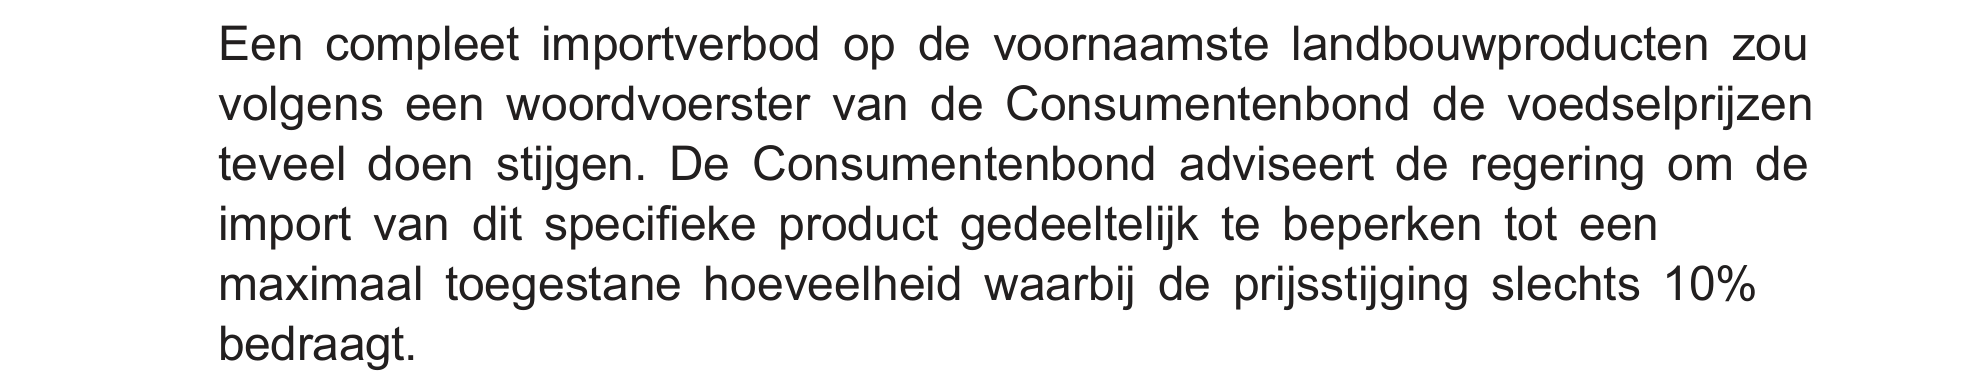 Een compleet importverbod op de voornaamste landbouwproducten zou
volgens een woordvoerster van de Consumentenbond de voedselprijzen
teveel doen stijgen. De Consumentenbond adviseert de regering om de
import van dit specifieke product gedeeltelijk te beperken tot een
maximaal toegestane hoeveelheid waarbij de prijsstijging slechts 10%
bedraagt.